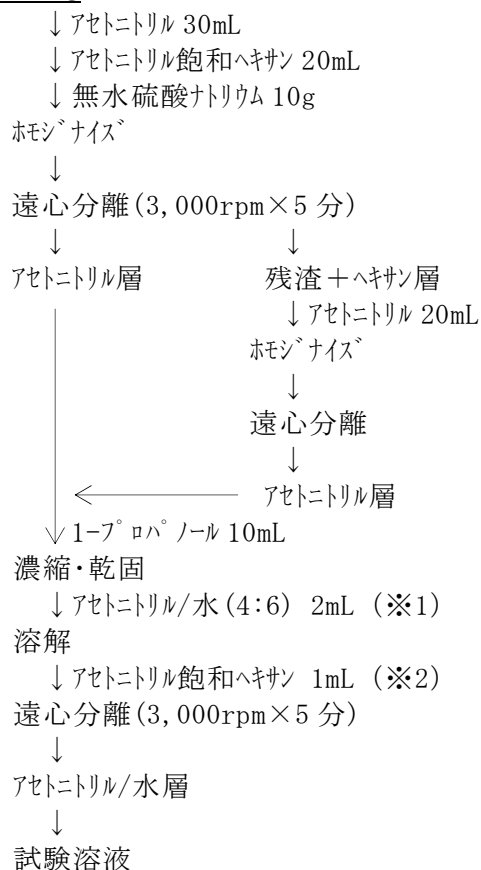 ↓ｱｾﾄﾆﾄﾘﾙ 30mL
↓ｱｾﾄﾆﾄﾘﾙ飽和ﾍｷｻﾝ 20mL
↓無水硫酸ﾅﾄﾘｳﾑ 10g
ﾎﾓｼﾞﾅｲｽﾞ
↓
遠心分離(3,000rpm×5分)
↓ ↓
ｱｾﾄﾆﾄﾘﾙ層 残渣＋ﾍｷｻﾝ層
↓ｱｾﾄﾆﾄﾘﾙ 20mL
ﾎﾓｼﾞﾅｲｽﾞ
↓
遠心分離
↓
ｱｾﾄﾆﾄﾘﾙ層
1-ﾌﾟﾛﾊﾟﾉｰﾙ 10mL
濃縮・乾固
↓ｱｾﾄﾆﾄﾘﾙ/水(4:6) 2mL (※1)
溶解
↓ｱｾﾄﾆﾄﾘﾙ飽和ﾍｷｻﾝ 1mL (※2)
遠心分離(3,000rpm×5分)
↓
ｱｾﾄﾆﾄﾘﾙ/水層
↓
試験溶液